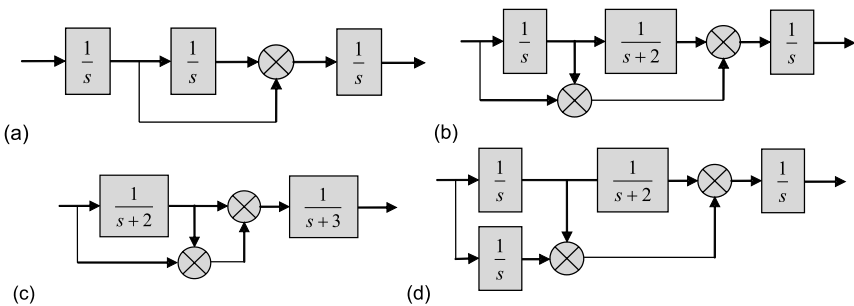 1/s 1/s 1/s
(a)
1/s 1/(s+2) 1/s
(b)
1/(s+2) 1/(s+3)
(c)
1/s 1/(s+2) 1/s
1/s
(d)